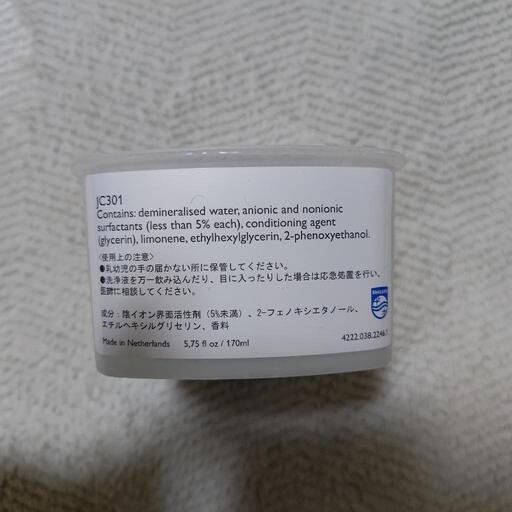 JC301
Contains: demineralised water, anionic and nonionic
surfactants (less than 5% each), conditioning agent
(glycerin), limonene, ethylhexylglycerin, 2-phenoxyethanol.
〈使用上の注意〉
●乳幼児の手の届かない所に保管してください。
●洗浄液を万一飲み込んだり、目に入ったりした場合は応急処置を行い、
医師に相談してください。
成分：陰イオン界面活性剤（5%未満）、2-フェノキシエタノール、
エチルヘキシルグリセリン、香料
Made in Netherlands 5,75 fl oz / 170ml
4222.038.2246.